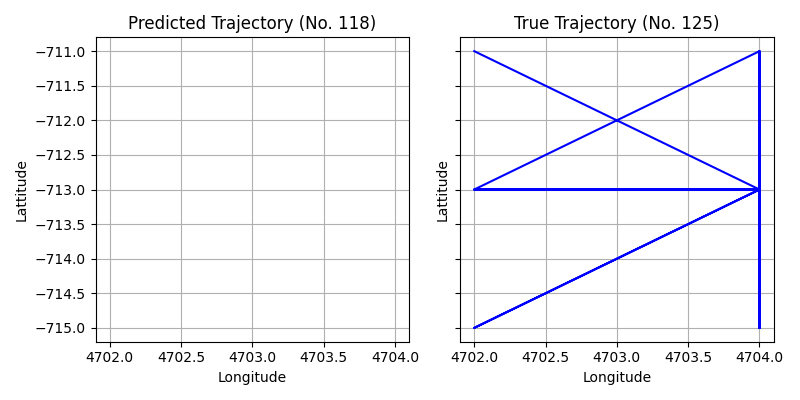 Predicted Trajectory (No. 118)
−711.0
−711.5
−712.0
−712.5
−713.0
−713.5
−714.0
−714.5
−715.0
Lattitude
4702.0 4702.5 4703.0 4703.5 4704.0
Longitude
True Trajectory (No. 125)
Lattitude
4702.0 4702.5 4703.0 4703.5 4704.0
Longitude